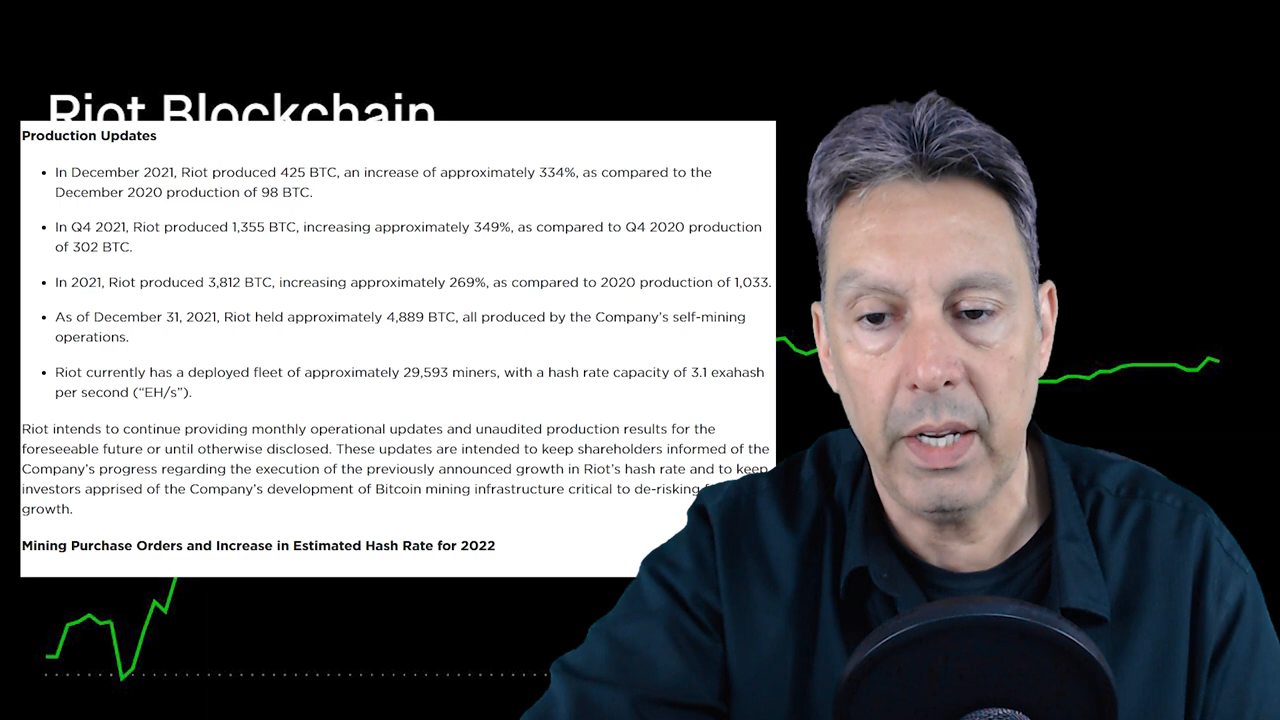 Riot Blockchain
Production Updates
• In December 2021, Riot produced 425 BTC, an increase of approximately 334%, as compared to the
December 2020 production of 98 BTC.
• In Q4 2021, Riot produced 1,355 BTC, increasing approximately 349%, as compared to Q4 2020 production
of 302 BTC.
• In 2021, Riot produced 3,812 BTC, increasing approximately 269%, as compared to 2020 production of 1,033.
• As of December 31, 2021, Riot held approximately 4,889 BTC, all produced by the Company's self-mining
operations.
• Riot currently has a deployed fleet of approximately 29,593 miners, with a hash rate capacity of 3.1 exahash
per second (“EH/s”).
Riot intends to continue providing monthly operational updates and unaudited production results for the
foreseeable future or until otherwise disclosed. These updates are intended to keep shareholders informed of the
Company's progress regarding the execution of the previously announced growth in Riot's hash rate and to keep
investors apprised of the Company's development of Bitcoin mining infrastructure critical to de-risking
growth.
Mining Purchase Orders and Increase in Estimated Hash Rate for 2022